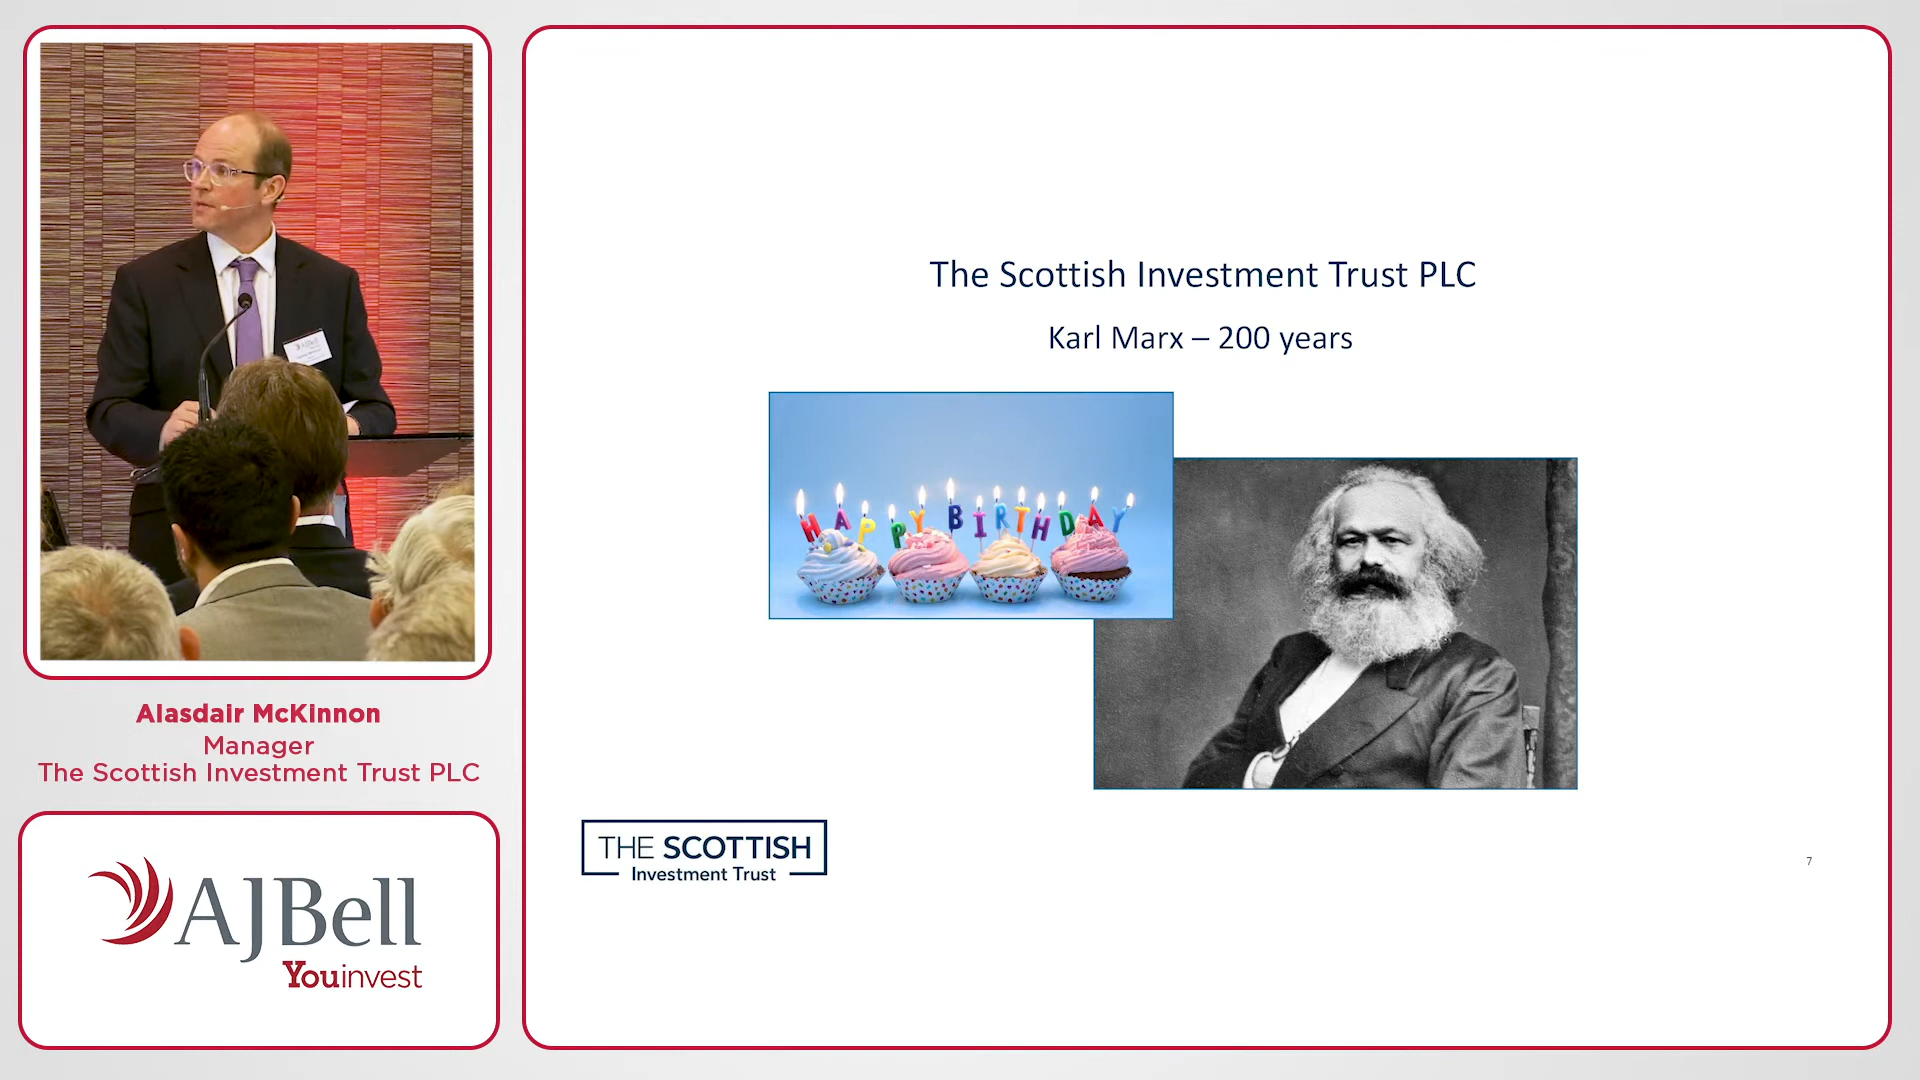 Alasdair McKinnon
Manager
The Scottish Investment Trust PLC
AJBell
Youinvest
The Scottish Investment Trust PLC
Karl Marx – 200 years
HAPPY BIRTHDAY
THE SCOTTISH
Investment Trust
7